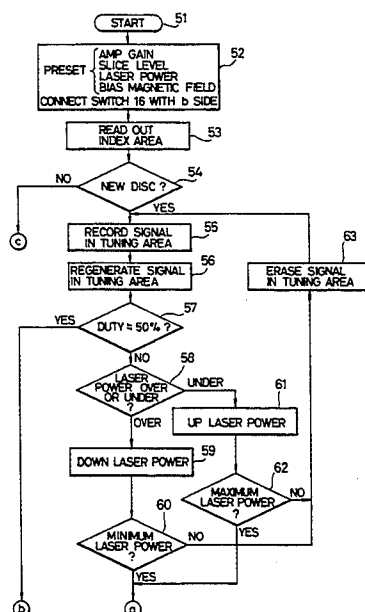 START
51
PRESET
AMP GAIN
SLICE LEVEL
LASER POWER
BIAS MAGNETIC FIELD
CONNECT SWITCH 16 WITH b SIDE
52
READ OUT
INDEX AREA
53
NEW DISC ?
54
NO
YES
c
RECORD SIGNAL
IN TUNING AREA
55
REGENERATE SIGNAL
IN TUNING AREA
56
ERASE SIGNAL
IN TUNING AREA
63
DUTY = 50% ?
57
YES
NO
LASER
POWER OVER
OR UNDER
?
58
UNDER
OVER
UP LASER POWER
61
DOWN LASER POWER
59
MAXIMUM
LASER POWER
?
62
NO
YES
MINIMUM
LASER POWER
?
60
NO
YES
b
a